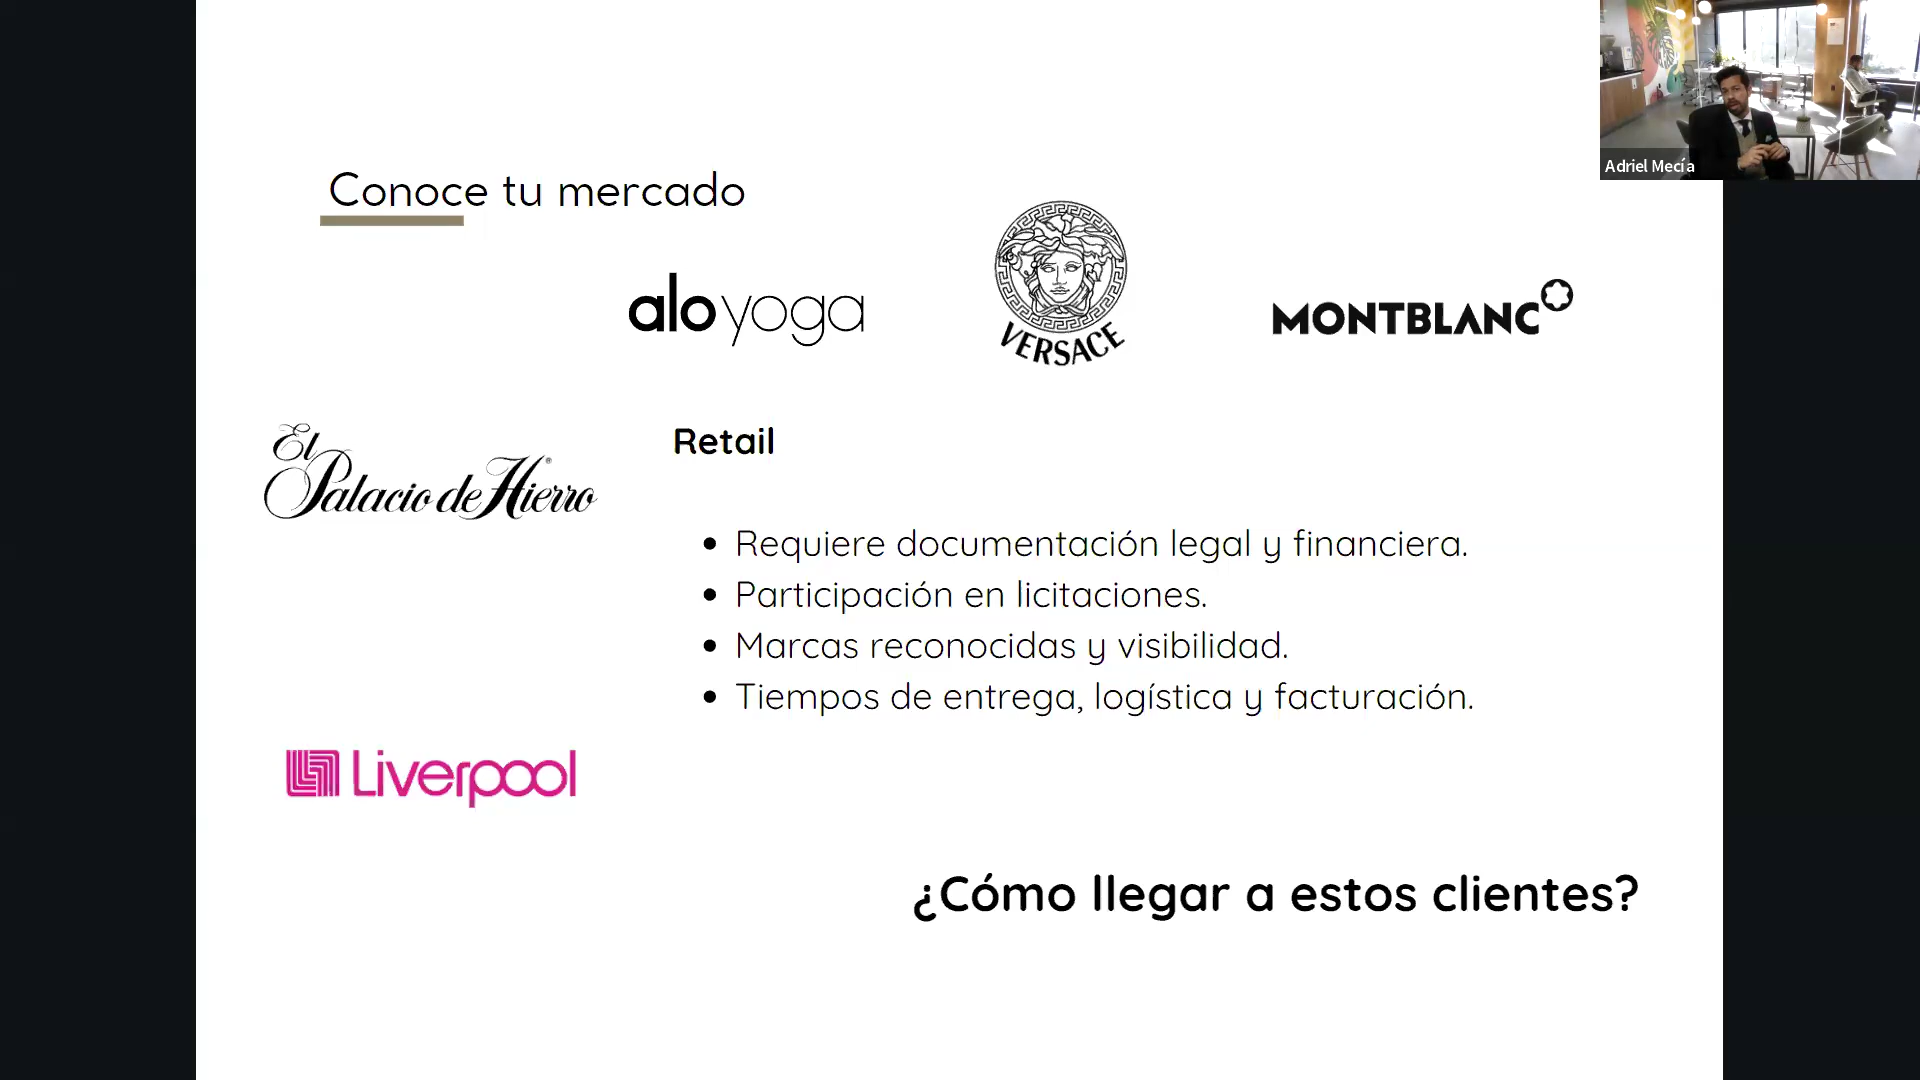 Adriel Mecía
Conoce tu mercado
aloyoga
VERSACE
MONTBLANC
El
Palacio de Hierro®
Retail
• Requiere documentación legal y financiera.
• Participación en licitaciones.
• Marcas reconocidas y visibilidad.
• Tiempos de entrega, logística y facturación.
Liverpool
¿Cómo llegar a estos clientes?